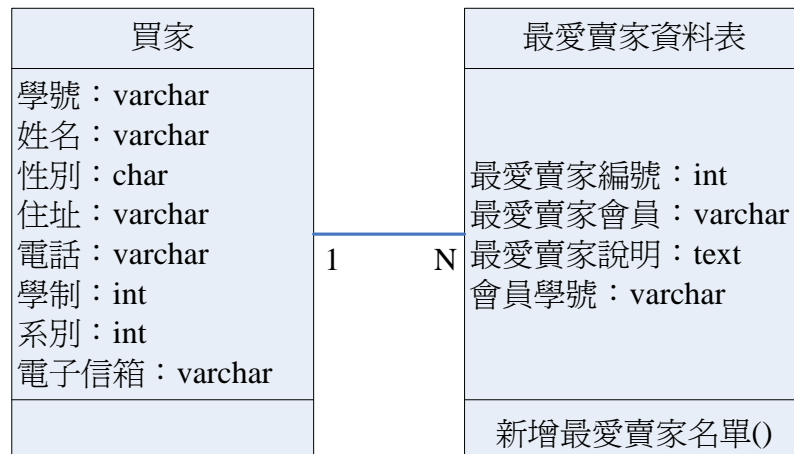 買家
學號：varchar
姓名：varchar
性別：char
住址：varchar
電話：varchar
學制：int
系別：int
電子信箱：varchar
1
N
最愛賣家資料表
最愛賣家編號：int
最愛賣家會員：varchar
最愛賣家說明：text
會員學號：varchar
新增最愛賣家名單()